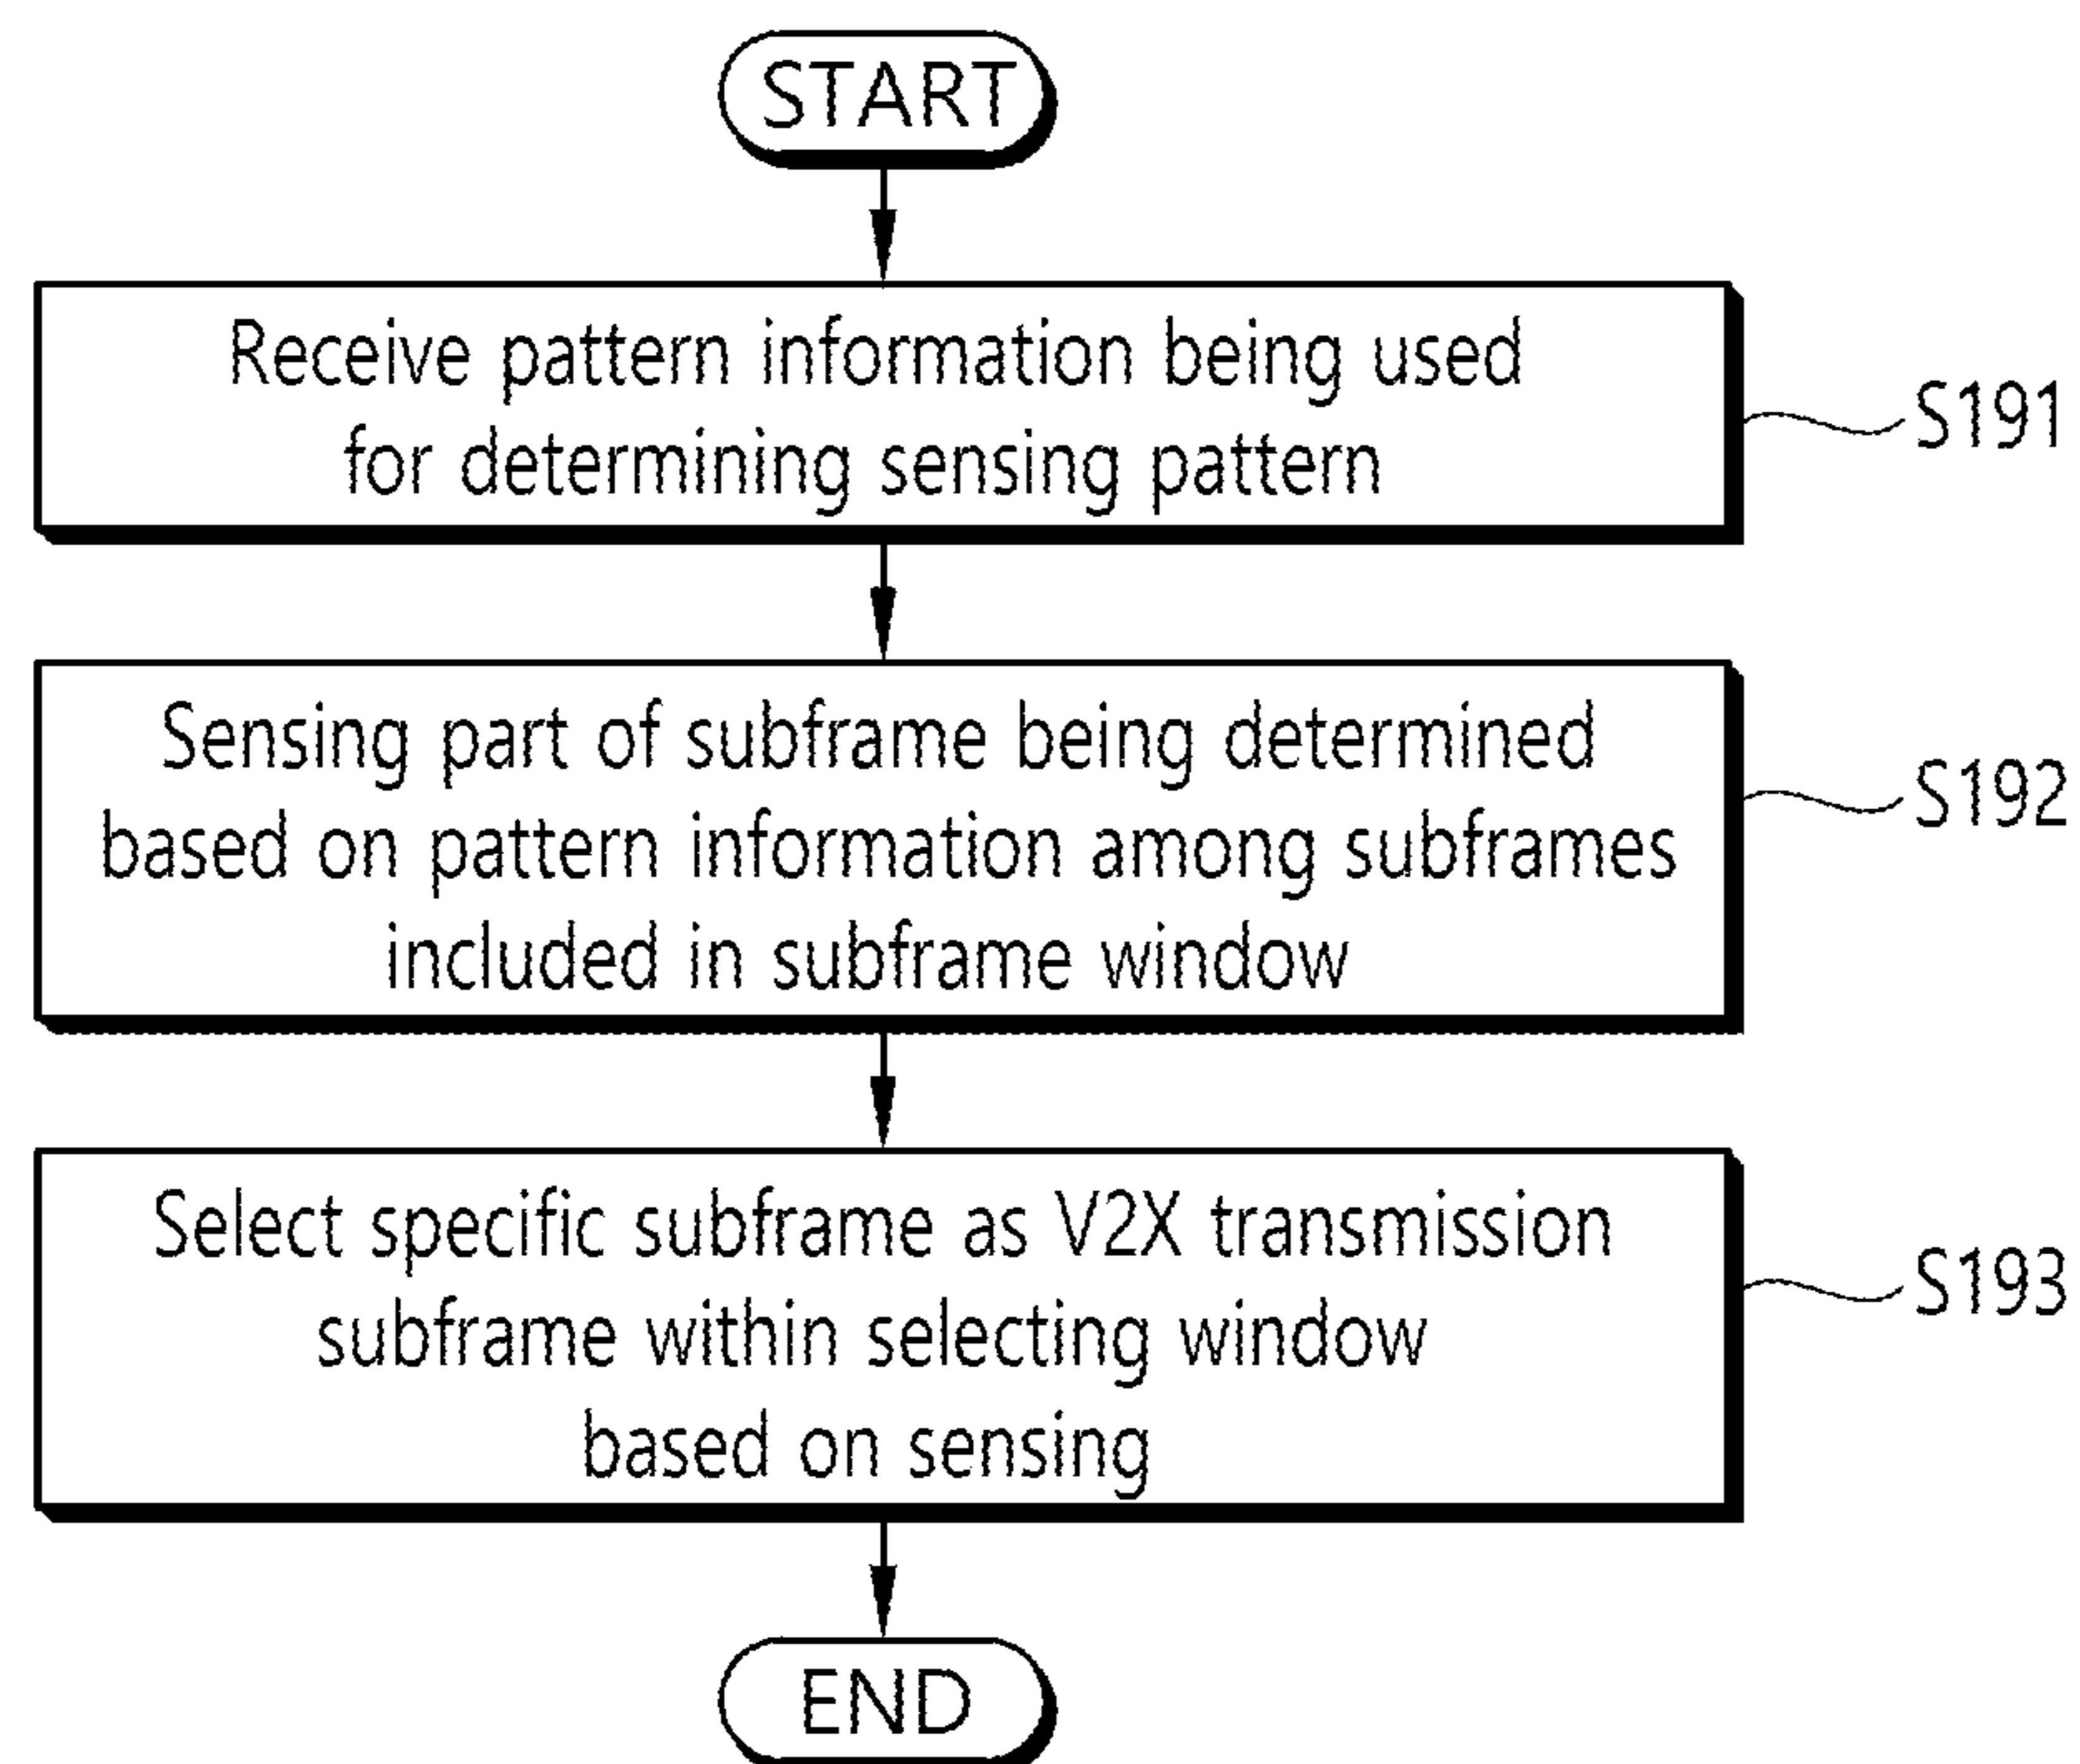 START
Receive pattern information being used
for determining sensing pattern
S191
Sensing part of subframe being determined
based on pattern information among subframes
included in subframe window
S192
Select specific subframe as V2X transmission
subframe within selecting window
based on sensing
S193
END